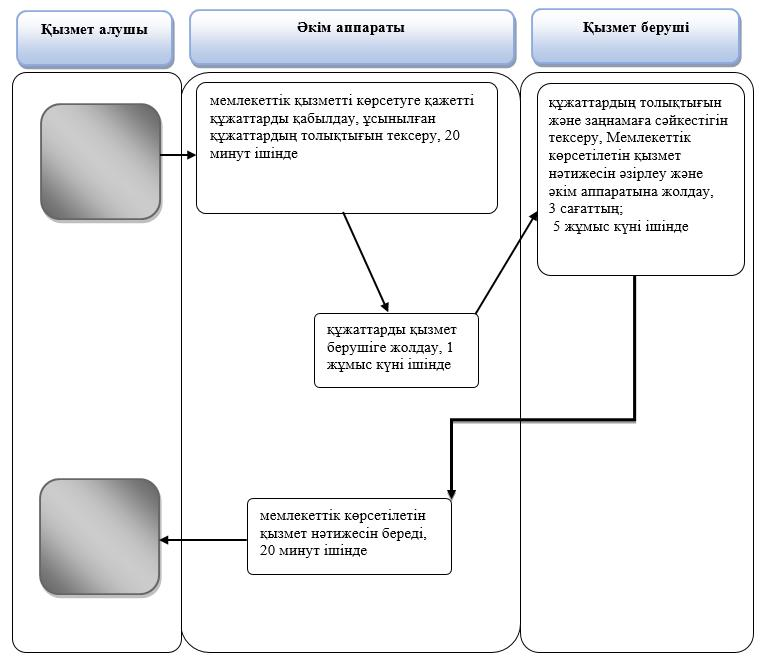 Қызмет алушы
Әкім аппараты
Қызмет беруші
мемлекеттік қызметті көрсетуге қажетті
құжаттарды қабылдау, ұсынылған
құжаттардың толықтығын тексеру, 20
минут ішінде
құжаттардың толықтығын
және заңнамаға сәйкестігін
тексеру, Мемлекеттік
көрсетілетін қызмет
нәтижесін әзірлеу және
әкім аппаратына жолдау,
3 сағаттың;
5 жұмыс күні ішінде
құжаттарды қызмет
берушіге жолдау, 1
жұмыс күні ішінде
мемлекеттік көрсетілетін
қызмет нәтижесін береді,
20 минут ішінде